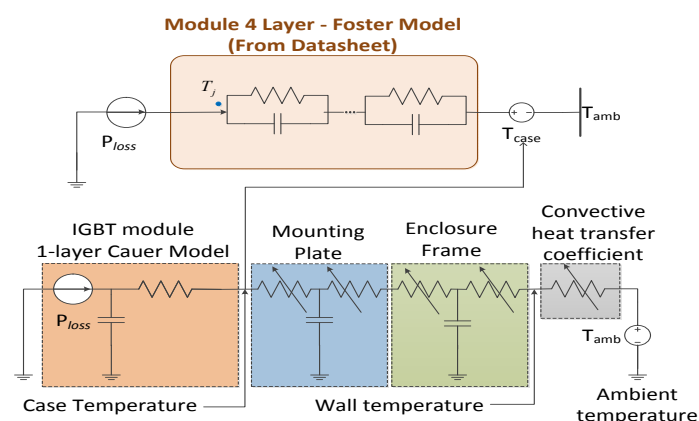 Module 4 Layer - Foster Model
(From Datasheet)
Tj
Ploss
Tcase
Tamb
IGBT module
1-layer Cauer Model
Mounting
Plate
Enclosure
Frame
Convective
heat transfer
coefficient
Ploss
Tamb
Case Temperature
Wall temperature
Ambient
temperature